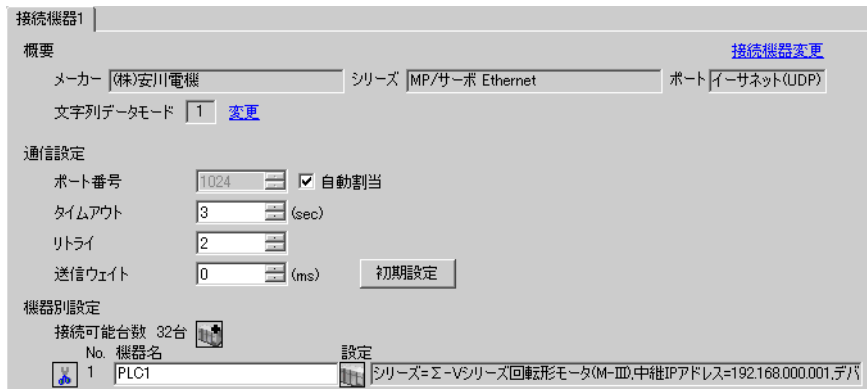 接続機器1
概要
接続機器変更
メーカー (株)安川電機 シリーズ MP/サーボ Ethernet ポート イーサネット(UDP)
文字列データモード 1 変更
通信設定
ポート番号 1024 自動割当
タイムアウト 3 (sec)
リトライ 2
送信ウェイト 0 (ms) 初期設定
機器別設定
接続可能台数 32台
No. 機器名 設定
1 PLC1 シリーズ=Σ-Vシリーズ回転形モータ(M-Ⅲ),中継IPアドレス=192.168.000.001,デバ